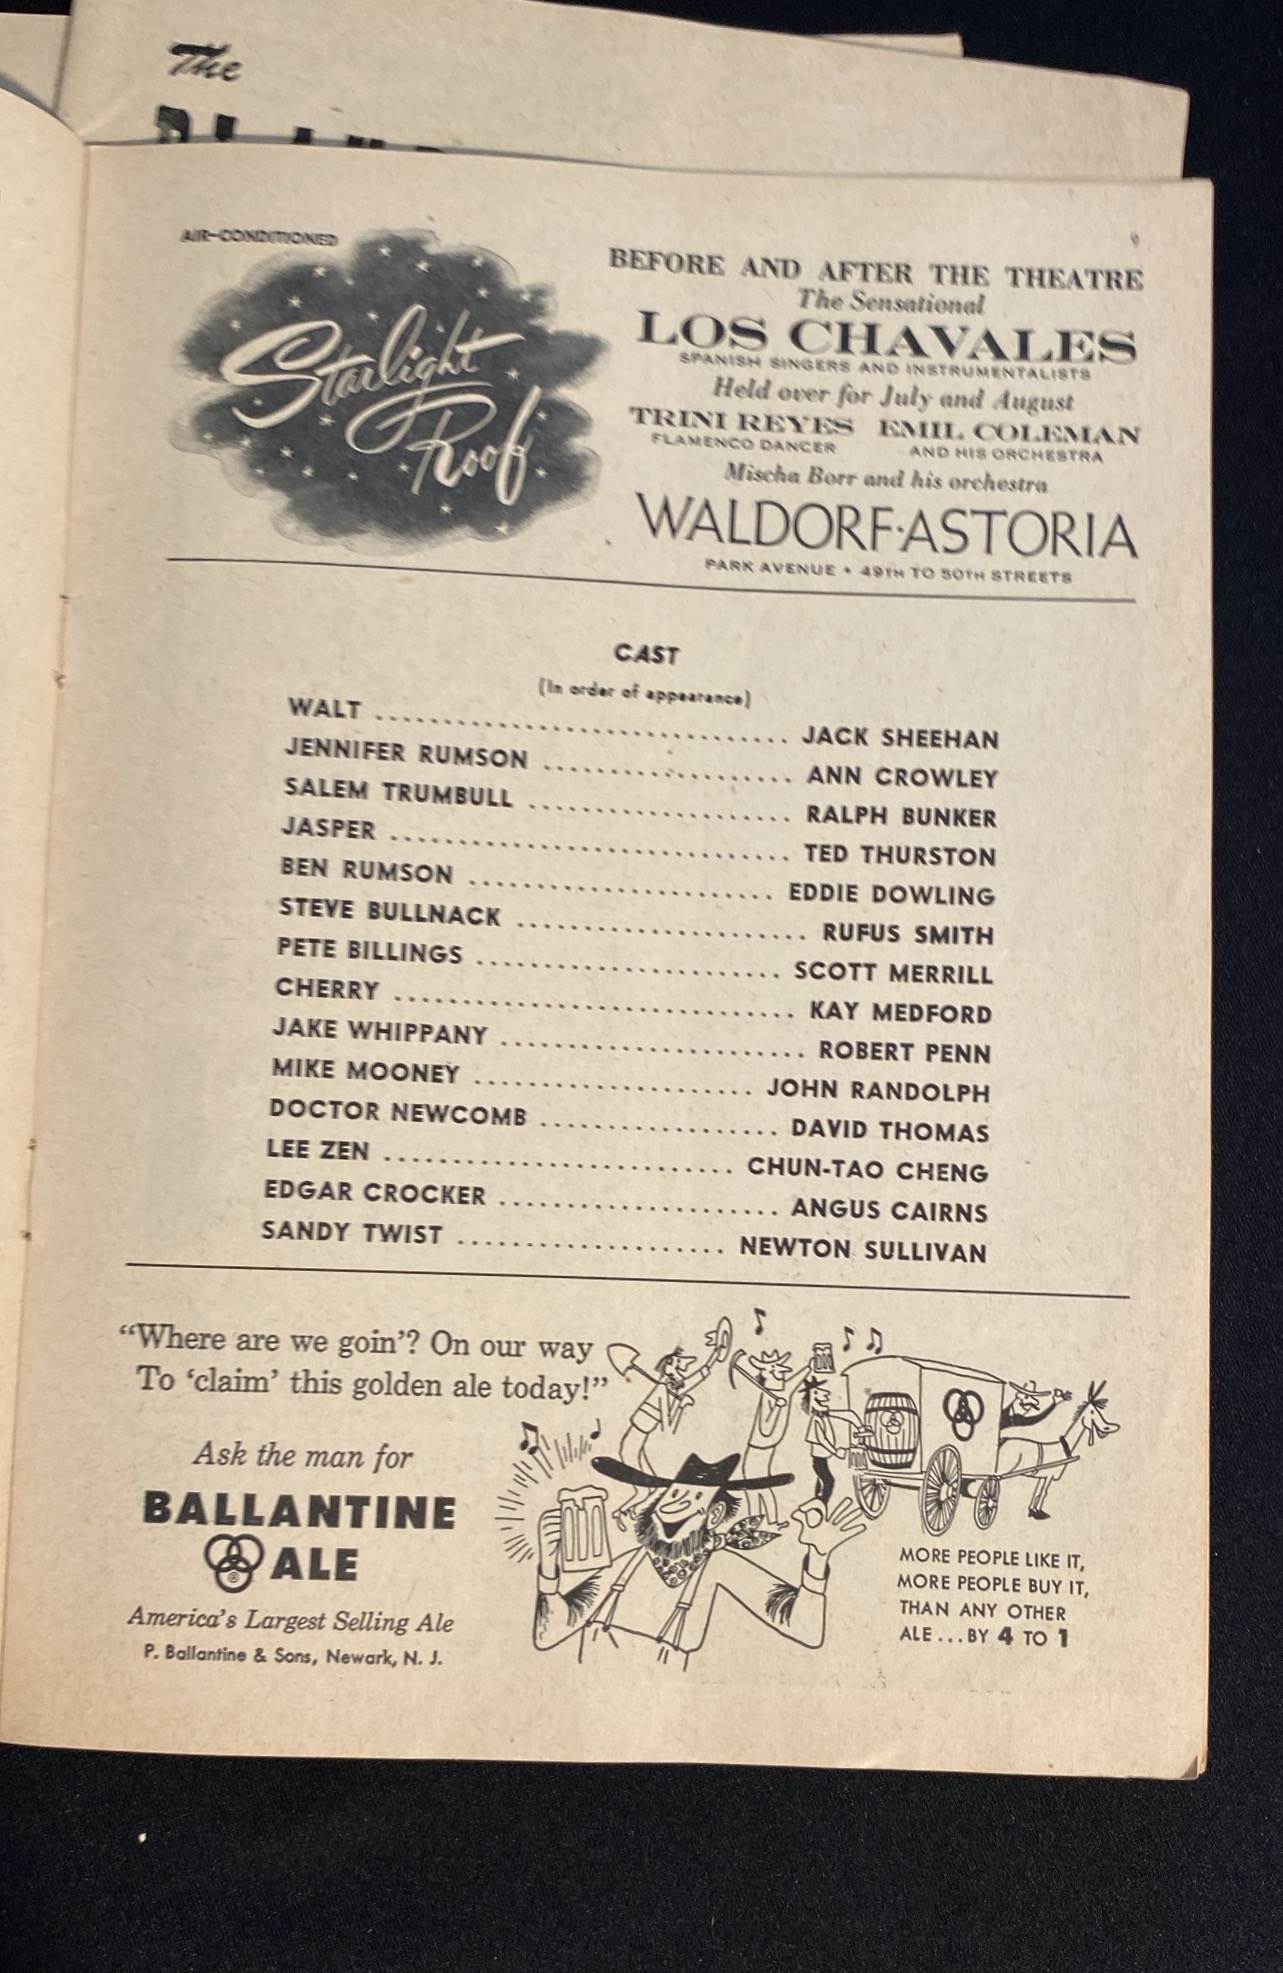 The
AIR-CONDITIONED
Starlight
Roof
9
BEFORE AND AFTER THE THEATRE
The Sensational
LOS CHAVALES
SPANISH SINGERS AND INSTRUMENTALISTS
Held over for July and August
TRINI REYES EMIL COLEMAN
FLAMENCO DANCER AND HIS ORCHESTRA
Mischa Borr and his orchestra
WALDORF·ASTORIA
PARK AVENUE • 49TH TO 50TH STREETS
CAST
(In order of appearance)
WALT .............................. JACK SHEEHAN
JENNIFER RUMSON .................. ANN CROWLEY
SALEM TRUMBULL ................... RALPH BUNKER
JASPER ............................. TED THURSTON
BEN RUMSON ...................... EDDIE DOWLING
STEVE BULLNACK ..................... RUFUS SMITH
PETE BILLINGS ...................... SCOTT MERRILL
CHERRY ............................. KAY MEDFORD
JAKE WHIPPANY ...................... ROBERT PENN
MIKE MOONEY .................... JOHN RANDOLPH
DOCTOR NEWCOMB ................. DAVID THOMAS
LEE ZEN ......................... CHUN-TAO CHENG
EDGAR CROCKER .................... ANGUS CAIRNS
SANDY TWIST ................... NEWTON SULLIVAN
“Where are we goin’? On our way
To ‘claim’ this golden ale today!”
Ask the man for
BALLANTINE
ALE
America's Largest Selling Ale
P. Ballantine & Sons, Newark, N. J.
MORE PEOPLE LIKE IT,
MORE PEOPLE BUY IT,
THAN ANY OTHER
ALE...BY 4 TO 1